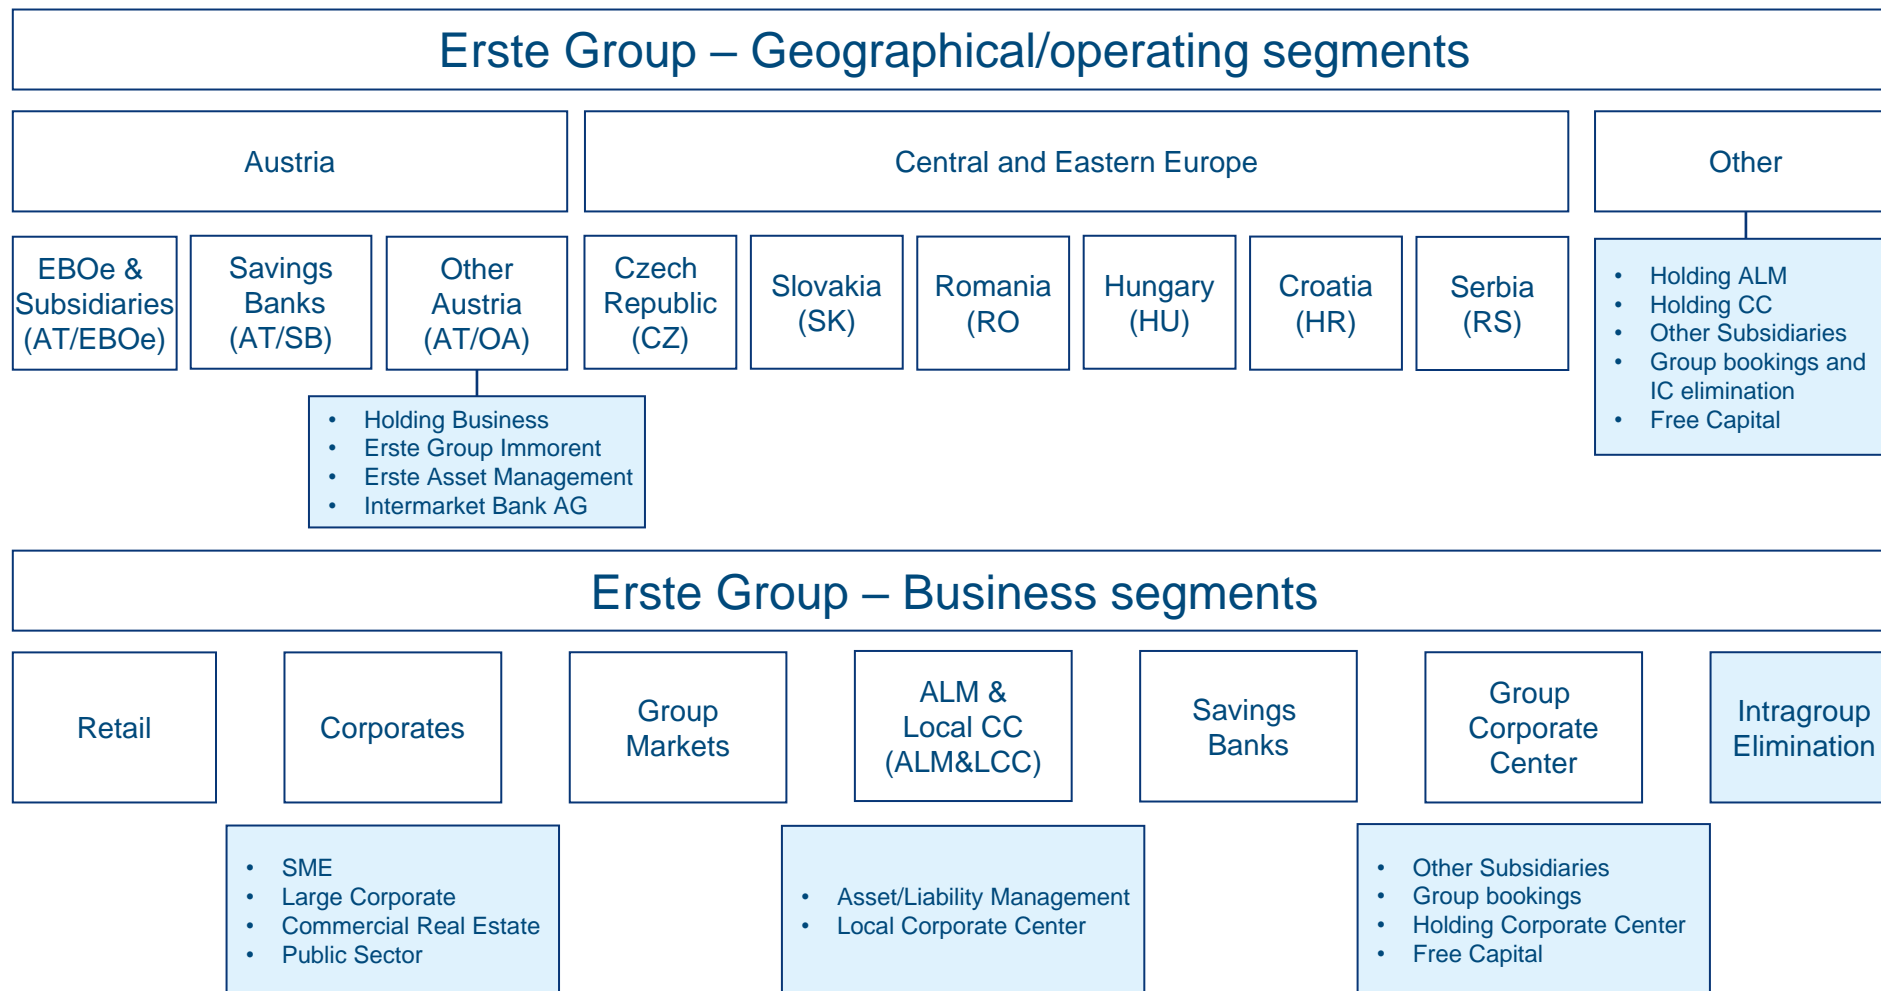 Erste Group – Geographical/operating segments
Austria
Central and Eastern Europe
Other
EBOe &
Subsidiaries
(AT/EBOe)
Savings
Banks
(AT/SB)
Other
Austria
(AT/OA)
Czech
Republic
(CZ)
Slovakia
(SK)
Romania
(RO
Hungary
(HU)
Croatia
(HR)
Serbia
(RS)
• Holding ALM
• Holding CC
• Other Subsidiaries
• Group bookings and
IC elimination
• Free Capital
• Holding Business
• Erste Group Immorent
• Erste Asset Management
• Intermarket Bank AG
Erste Group – Business segments
Retail
Corporates
Group
Markets
ALM &
Local CC
(ALM&LCC)
Savings
Banks
Group
Corporate
Center
Intragroup
Elimination
• SME
• Large Corporate
• Commercial Real Estate
• Public Sector
• Asset/Liability Management
• Local Corporate Center
• Other Subsidiaries
• Group bookings
• Holding Corporate Center
• Free Capital